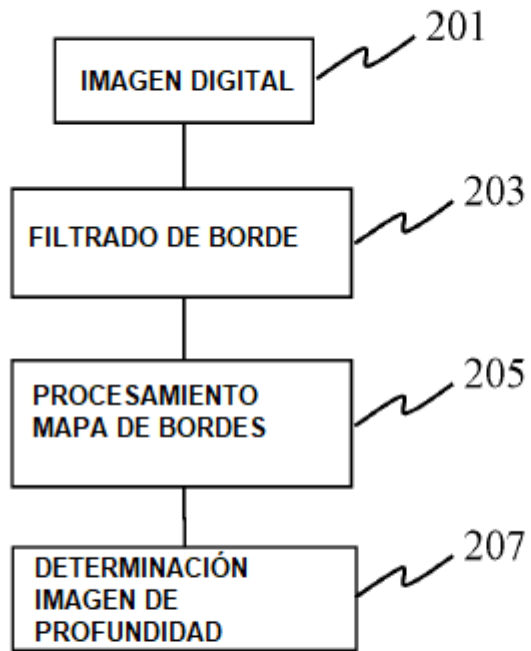 201
IMAGEN DIGITAL
203
FILTRADO DE BORDE
205
PROCESAMIENTO
MAPA DE BORDES
207
DETERMINACIÓN
IMAGEN DE
PROFUNDIDAD